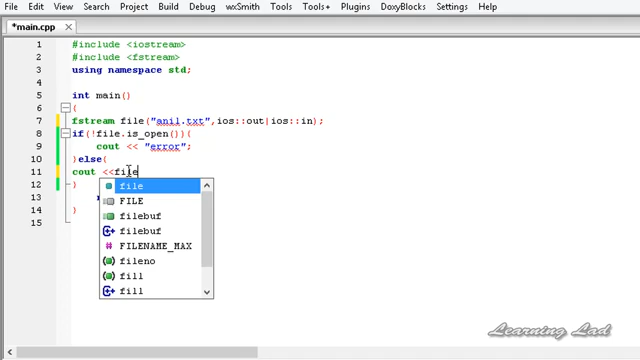 File Edit View Search Project Build Debug wxSmith Tools Tools+ Plugins DoxyBlocks Settings Help
*main.cpp
1 #include <iostream>
2 #include <fstream>
3 using namespace std;
4
5 int main()
6 {
7 fstream file("anil.txt",ios::out|ios::in);
8 if(!file.is_open()){
9 cout << "error";
10 }else{
11 cout <<file
12 }
13
14 }
15
file
FILE
filebuf
filebuf
FILENAME_MAX
fileno
fill
fill
Learning Lad